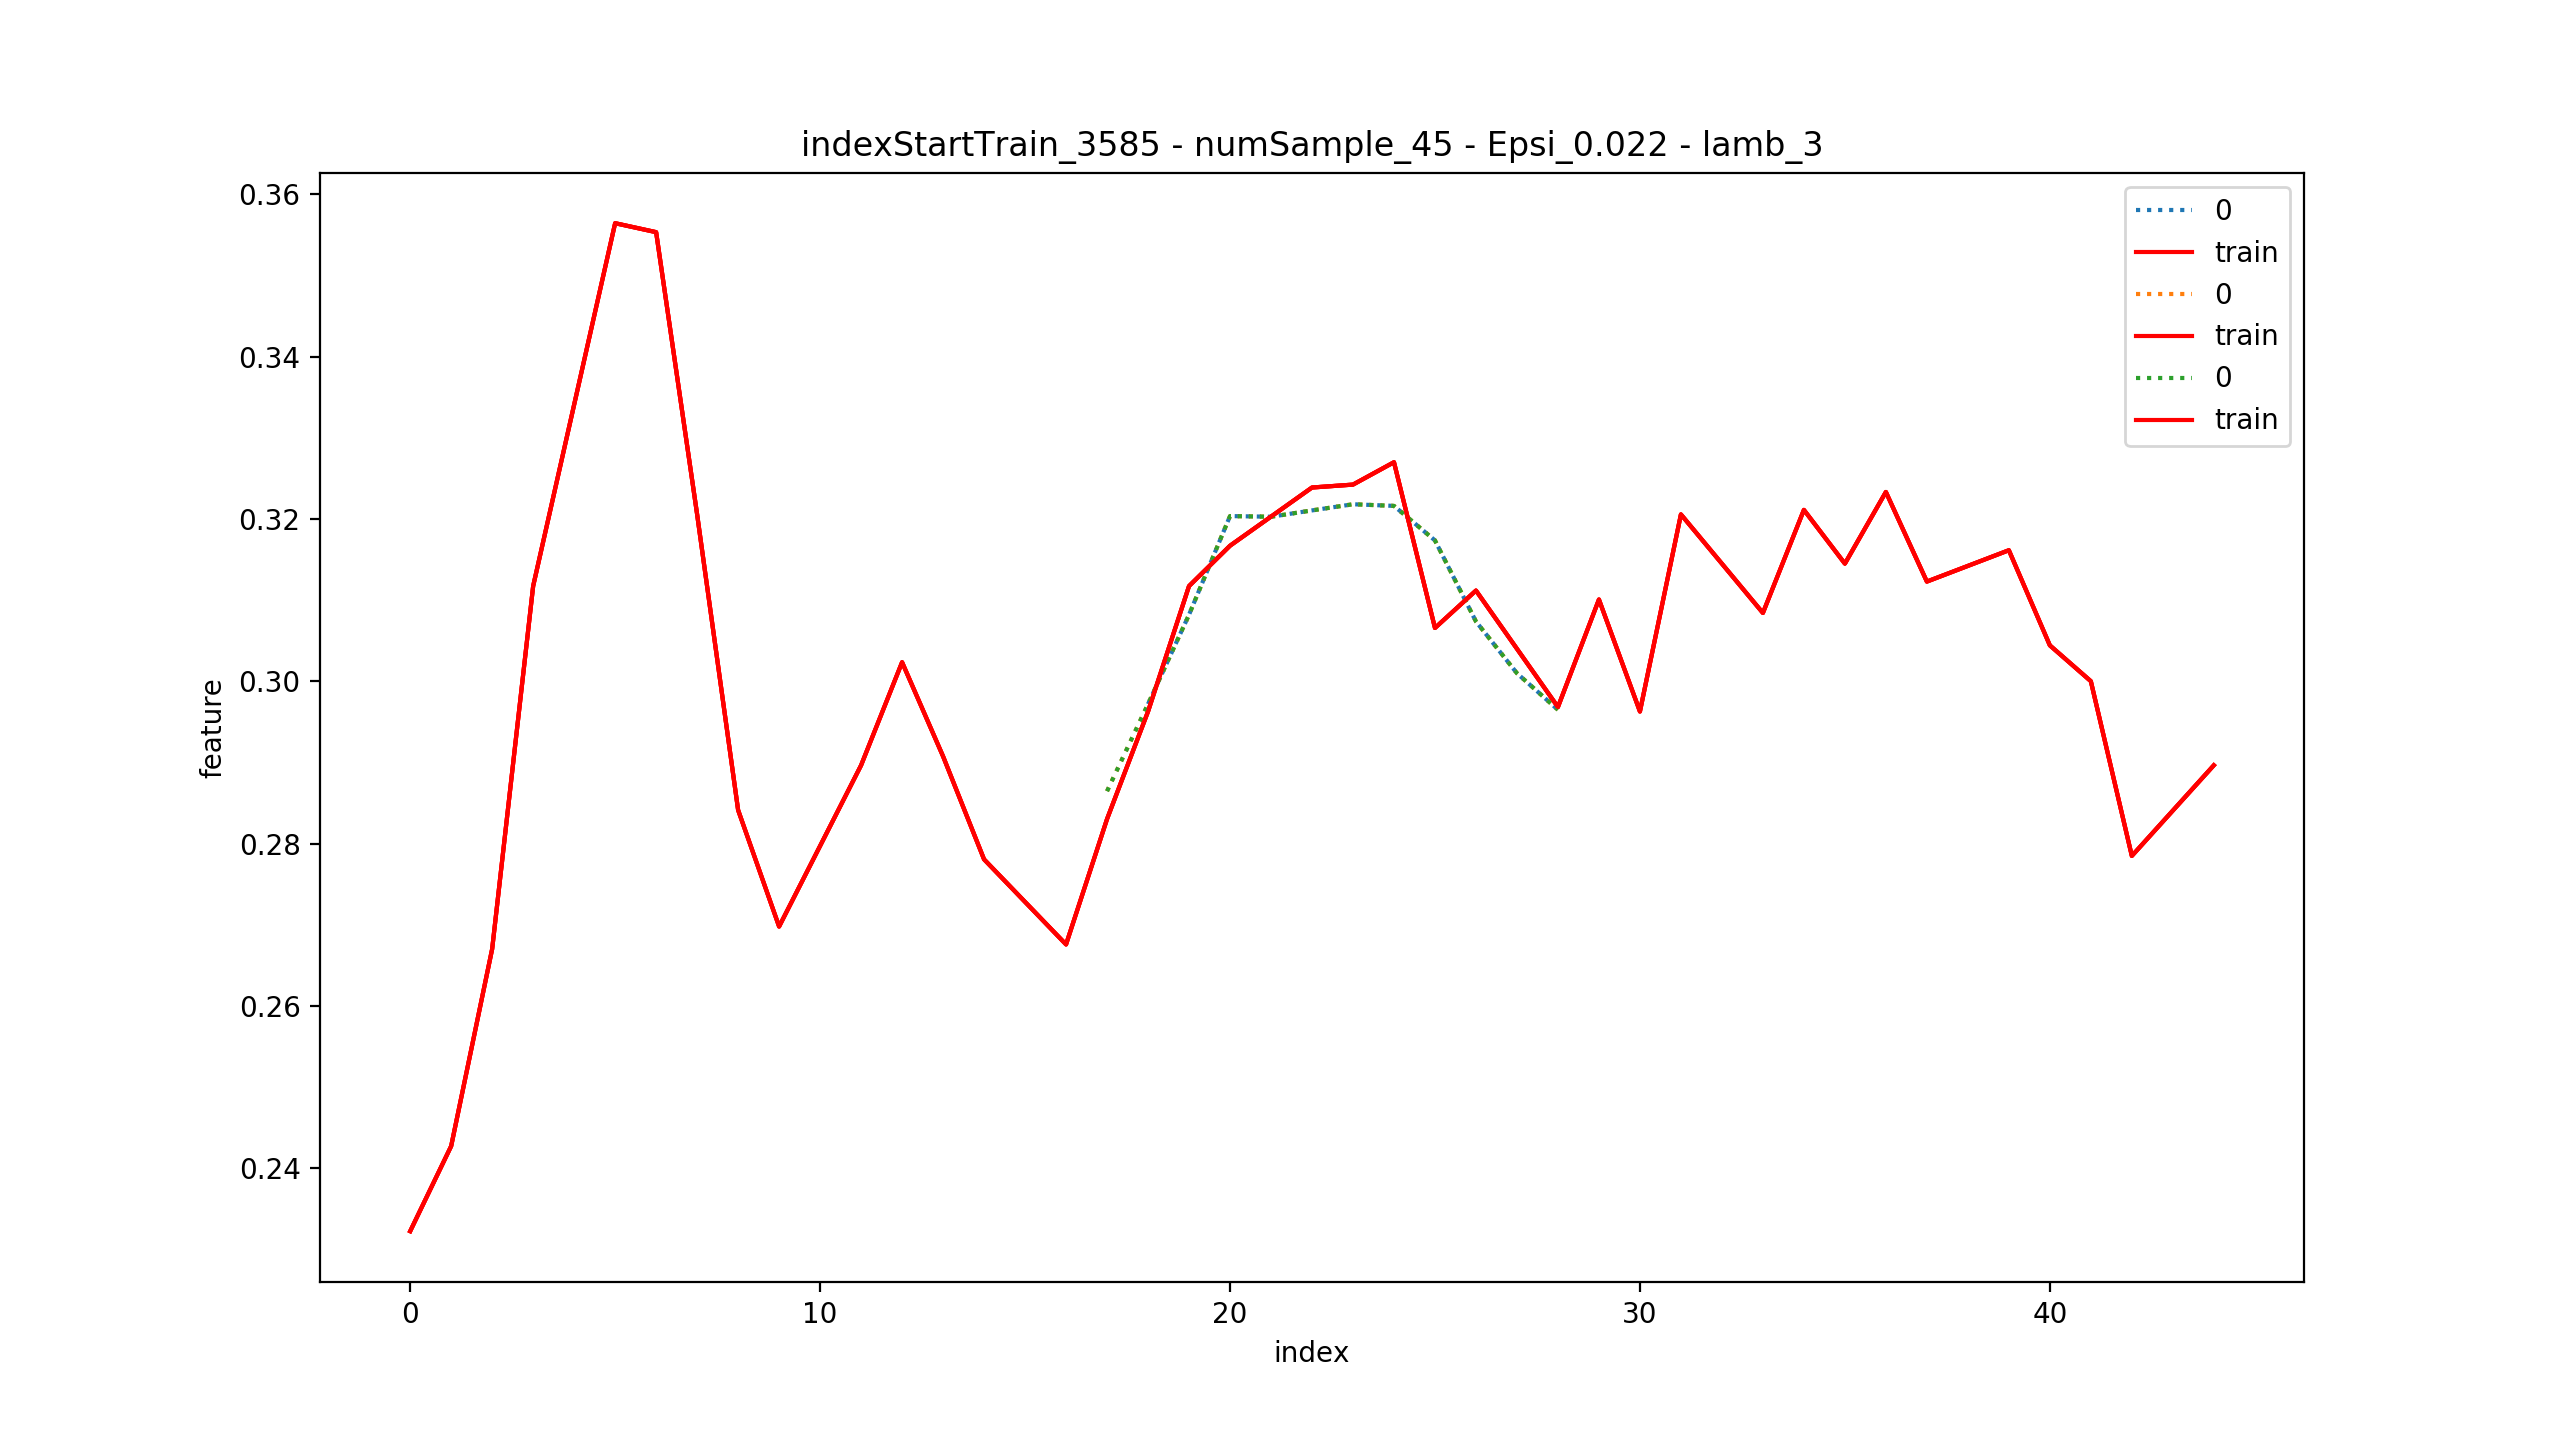 indexStartTrain_3585 - numSample_45 - Epsi_0.022 - lamb_3
0
train
0
train
0
train
0.36
0.34
0.32
0.30
0.28
0.26
0.24
feature
0
10
20
30
40
index